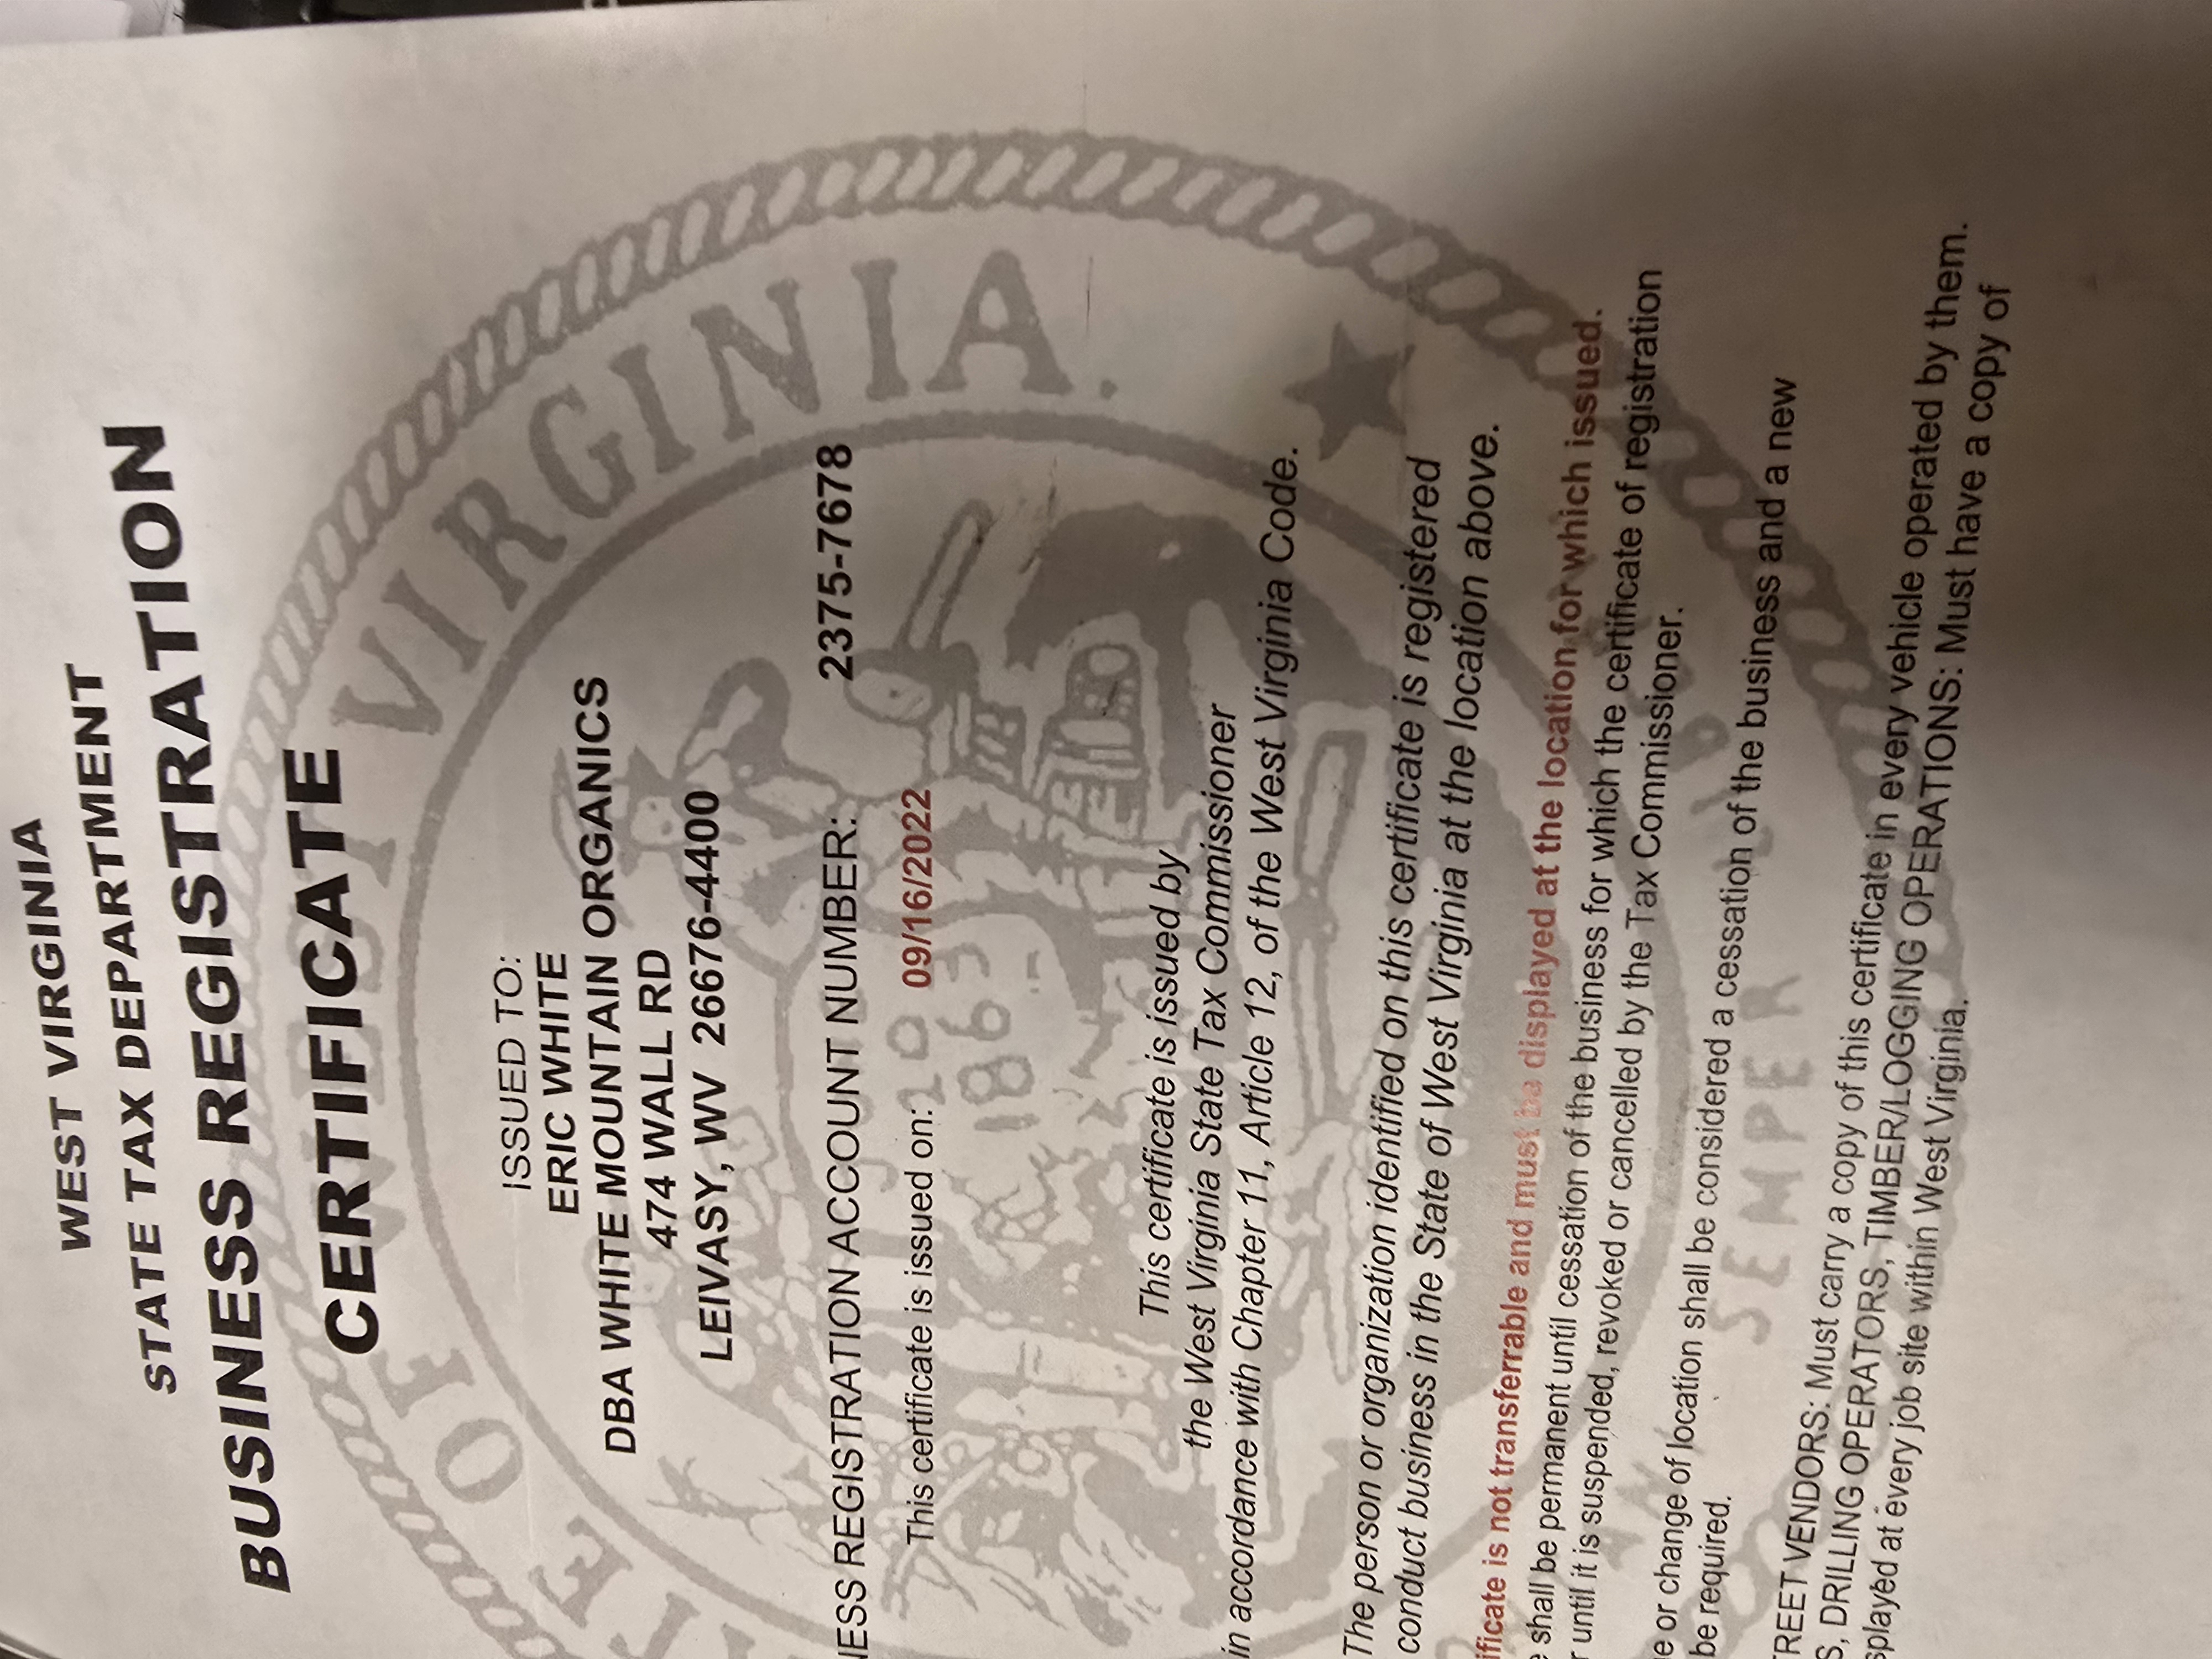 WEST VIRGINIA
STATE TAX DEPARTMENT
BUSINESS REGISTRATION
CERTIFICATE
ISSUED TO:
ERIC WHITE
DBA WHITE MOUNTAIN ORGANICS
474 WALL RD
LEIVASY, WV 26676-4400
NESS REGISTRATION ACCOUNT NUMBER: 2375-7678
This certificate is issued on: 09/16/2022
This certificate is issued by
the West Virginia State Tax Commissioner
in accordance with Chapter 11, Article 12, of the West Virginia Code.
The person or organization identified on this certificate is registered
conduct business in the State of West Virginia at the location above.
ificate is not transferrable and must be displayed at the location for which issued.
shall be permanent until cessation of the business for which the certificate of registration
until it is suspended, revoked or cancelled by the Tax Commissioner.
e or change of location shall be considered a cessation of the business and a new
be required.
TREET VENDORS: Must carry a copy of this certificate in every vehicle operated by them.
S, DRILLING OPERATORS, TIMBER/LOGGING OPERATIONS: Must have a copy of
splayed at every job site within West Virginia.
OF VIRGINIA.
1863
SEMPER